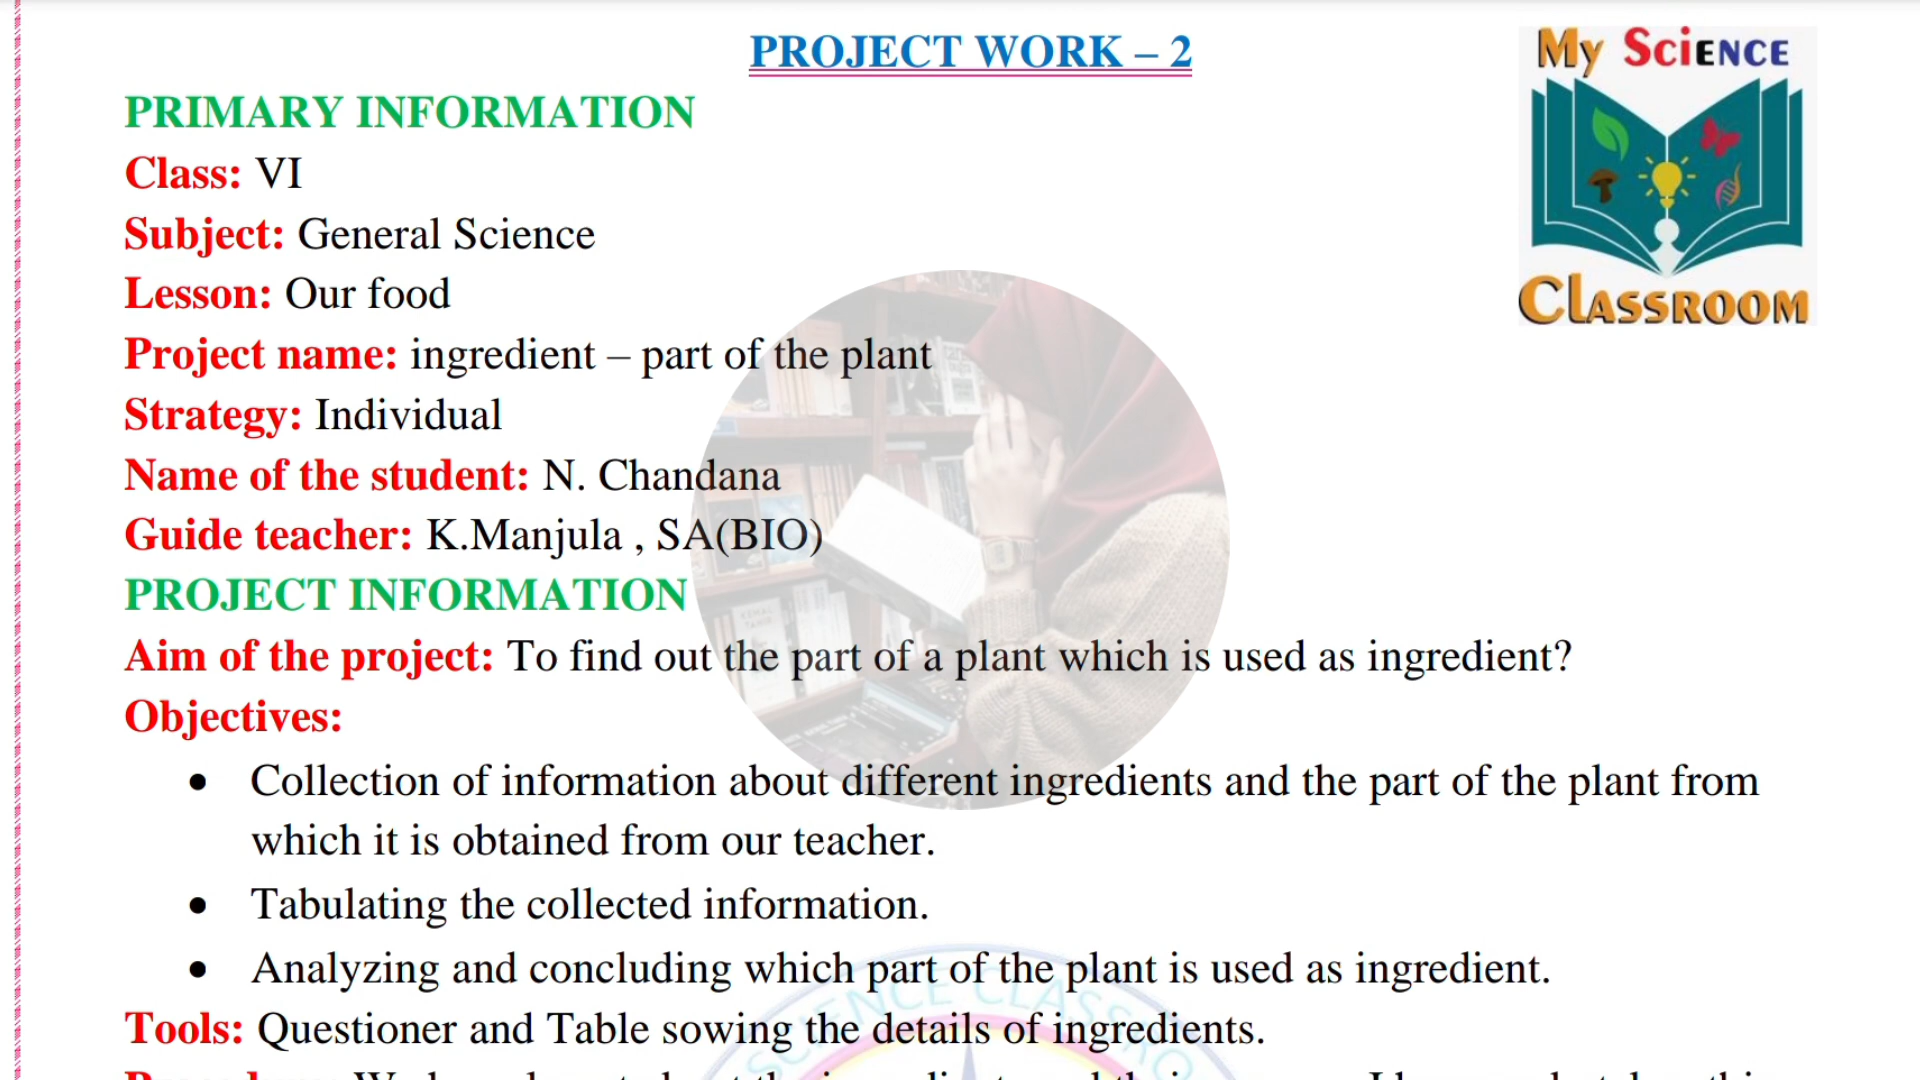 PROJECT WORK – 2
My Science
Classroom
PRIMARY INFORMATION
Class: VI
Subject: General Science
Lesson: Our food
Project name: ingredient – part of the plant
Strategy: Individual
Name of the student: N. Chandana
Guide teacher: K.Manjula , SA(BIO)
PROJECT INFORMATION
Aim of the project: To find out the part of a plant which is used as ingredient?
Objectives:
• Collection of information about different ingredients and the part of the plant from
which it is obtained from our teacher.
• Tabulating the collected information.
• Analyzing and concluding which part of the plant is used as ingredient.
SCIENCE CLASSROO
Tools: Questioner and Table sowing the details of ingredients.